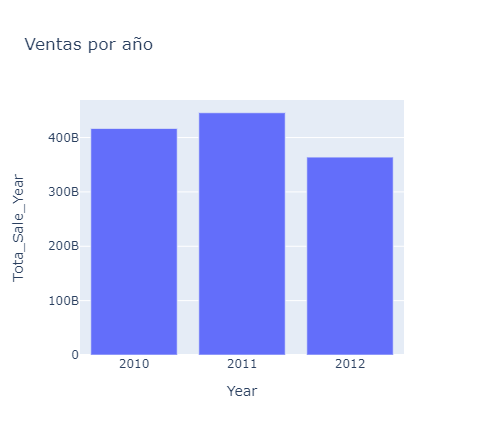 Ventas por año
Tota_Sale_Year
400B
300B
200B
100B
0
2010 2011 2012
Year